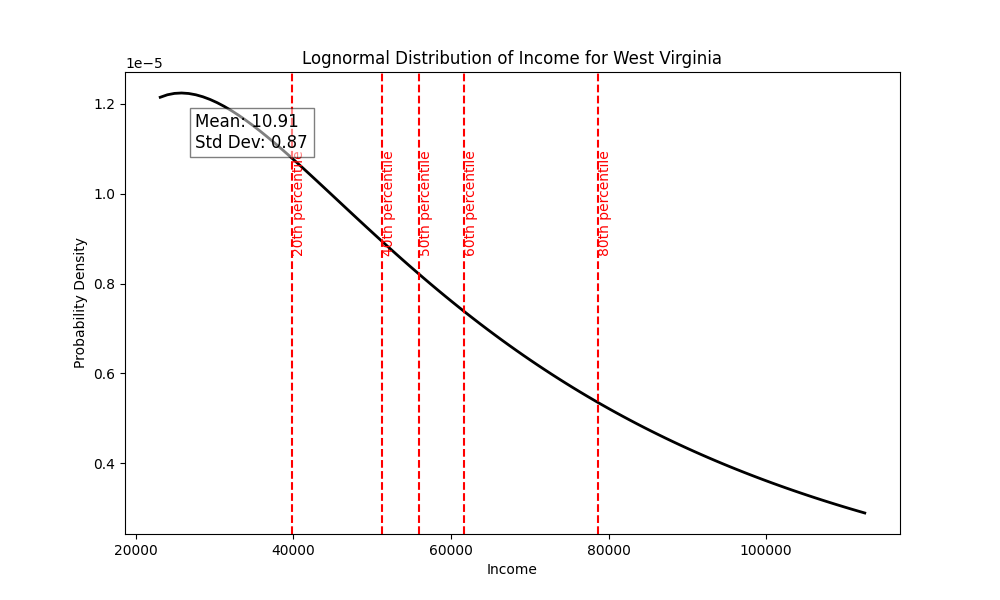 Lognormal Distribution of Income for West Virginia
1e−5
1.2
1.0
0.8
0.6
0.4
Probability Density
Mean: 10.91
Std Dev: 0.87
20th percentile
40th percentile
50th percentile
60th percentile
80th percentile
20000
40000
60000
80000
100000
Income